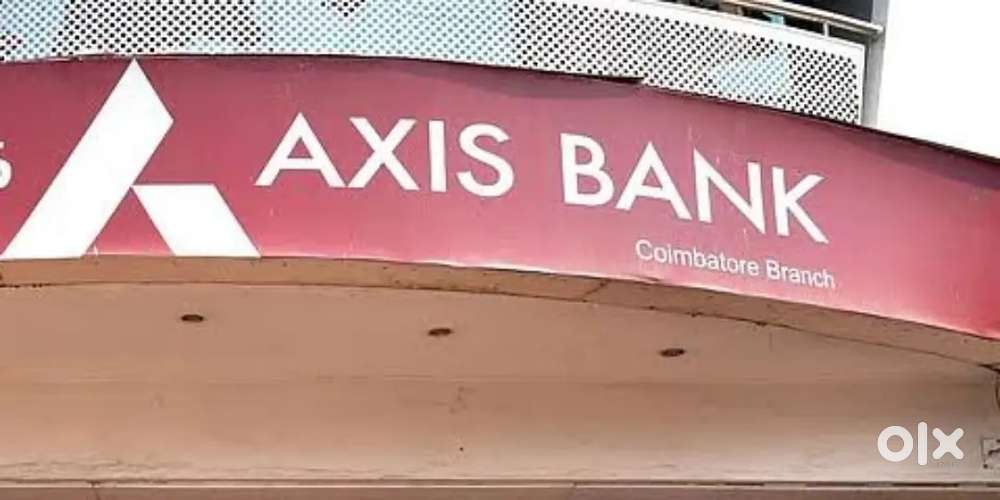 AXIS BANK
Coimbatore Branch
olx